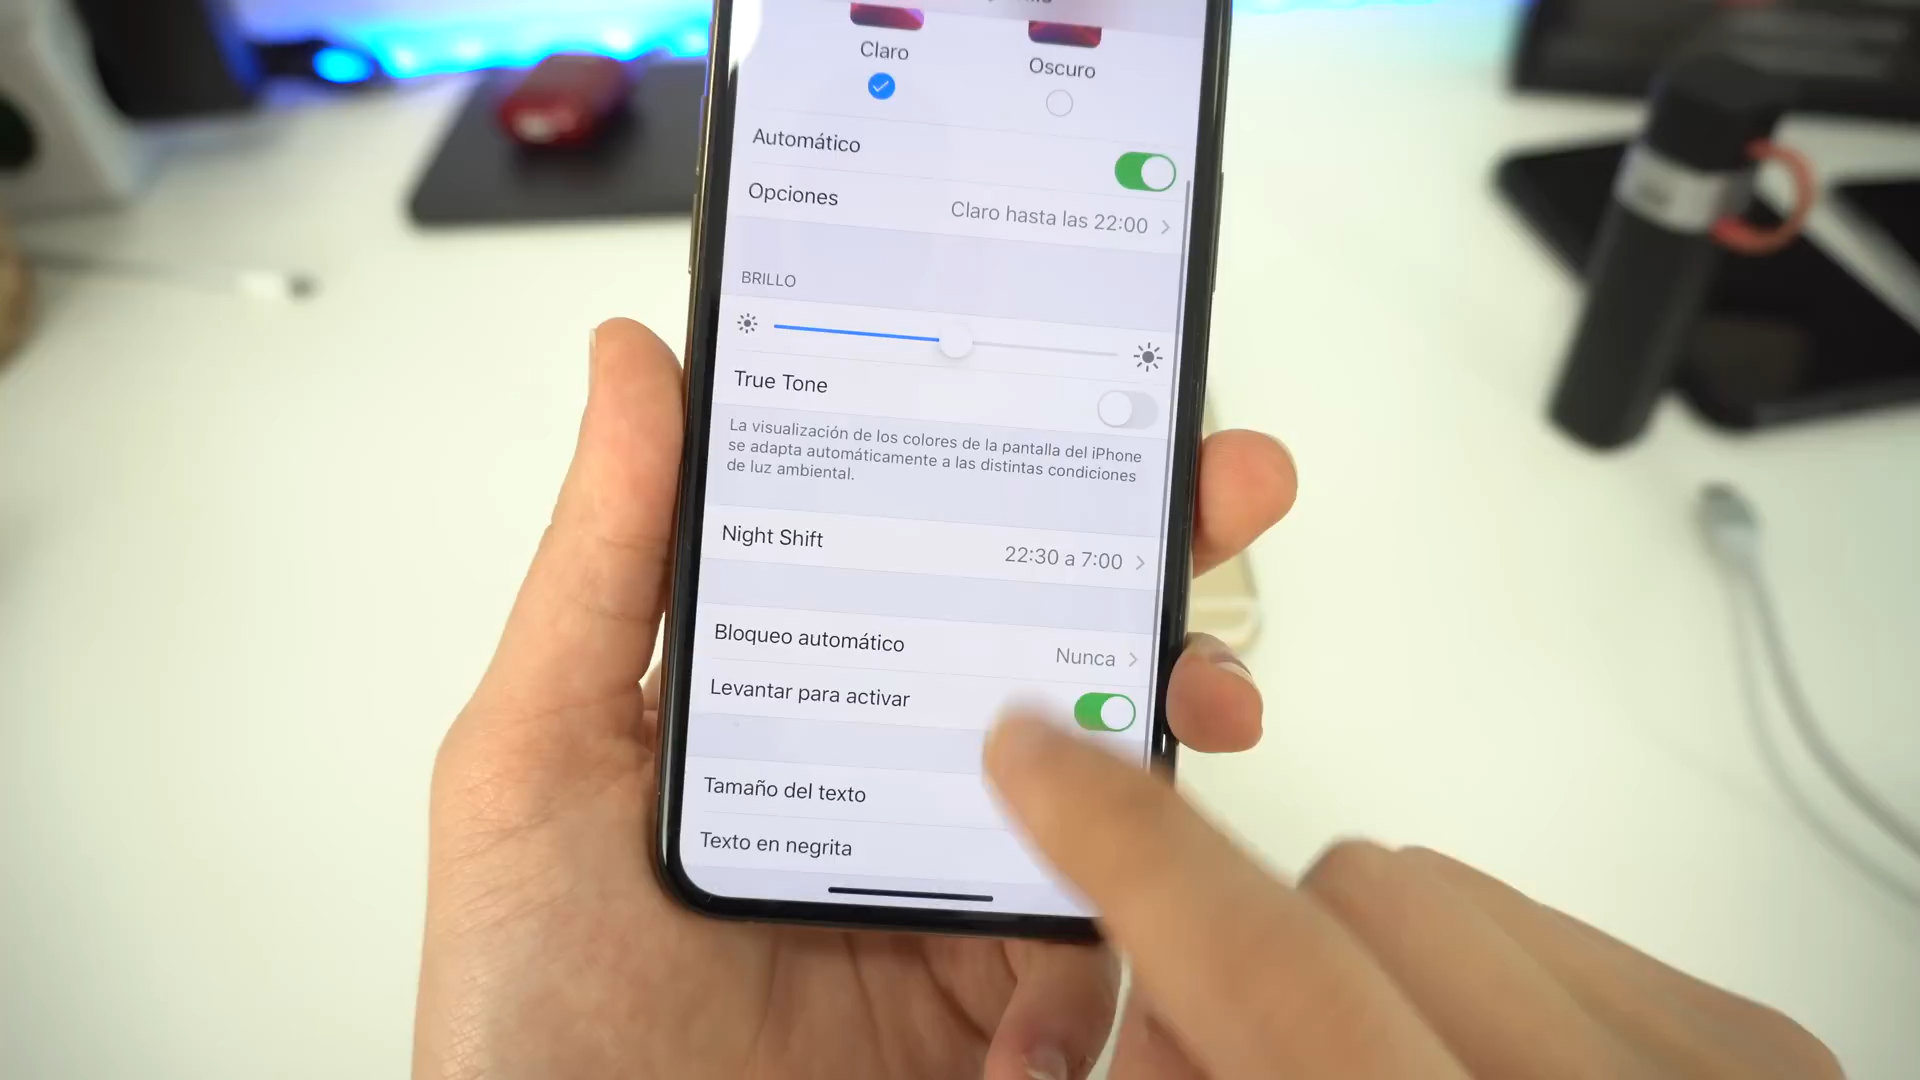 Claro
Oscuro
Automático
Opciones
Claro hasta las 22:00
BRILLO
True Tone
La visualización de los colores de la pantalla del iPhone
se adapta automáticamente a las distintas condiciones
de luz ambiental.
Night Shift
22:30 a 7:00
Bloqueo automático
Nunca
Levantar para activar
Tamaño del texto
Texto en negrita